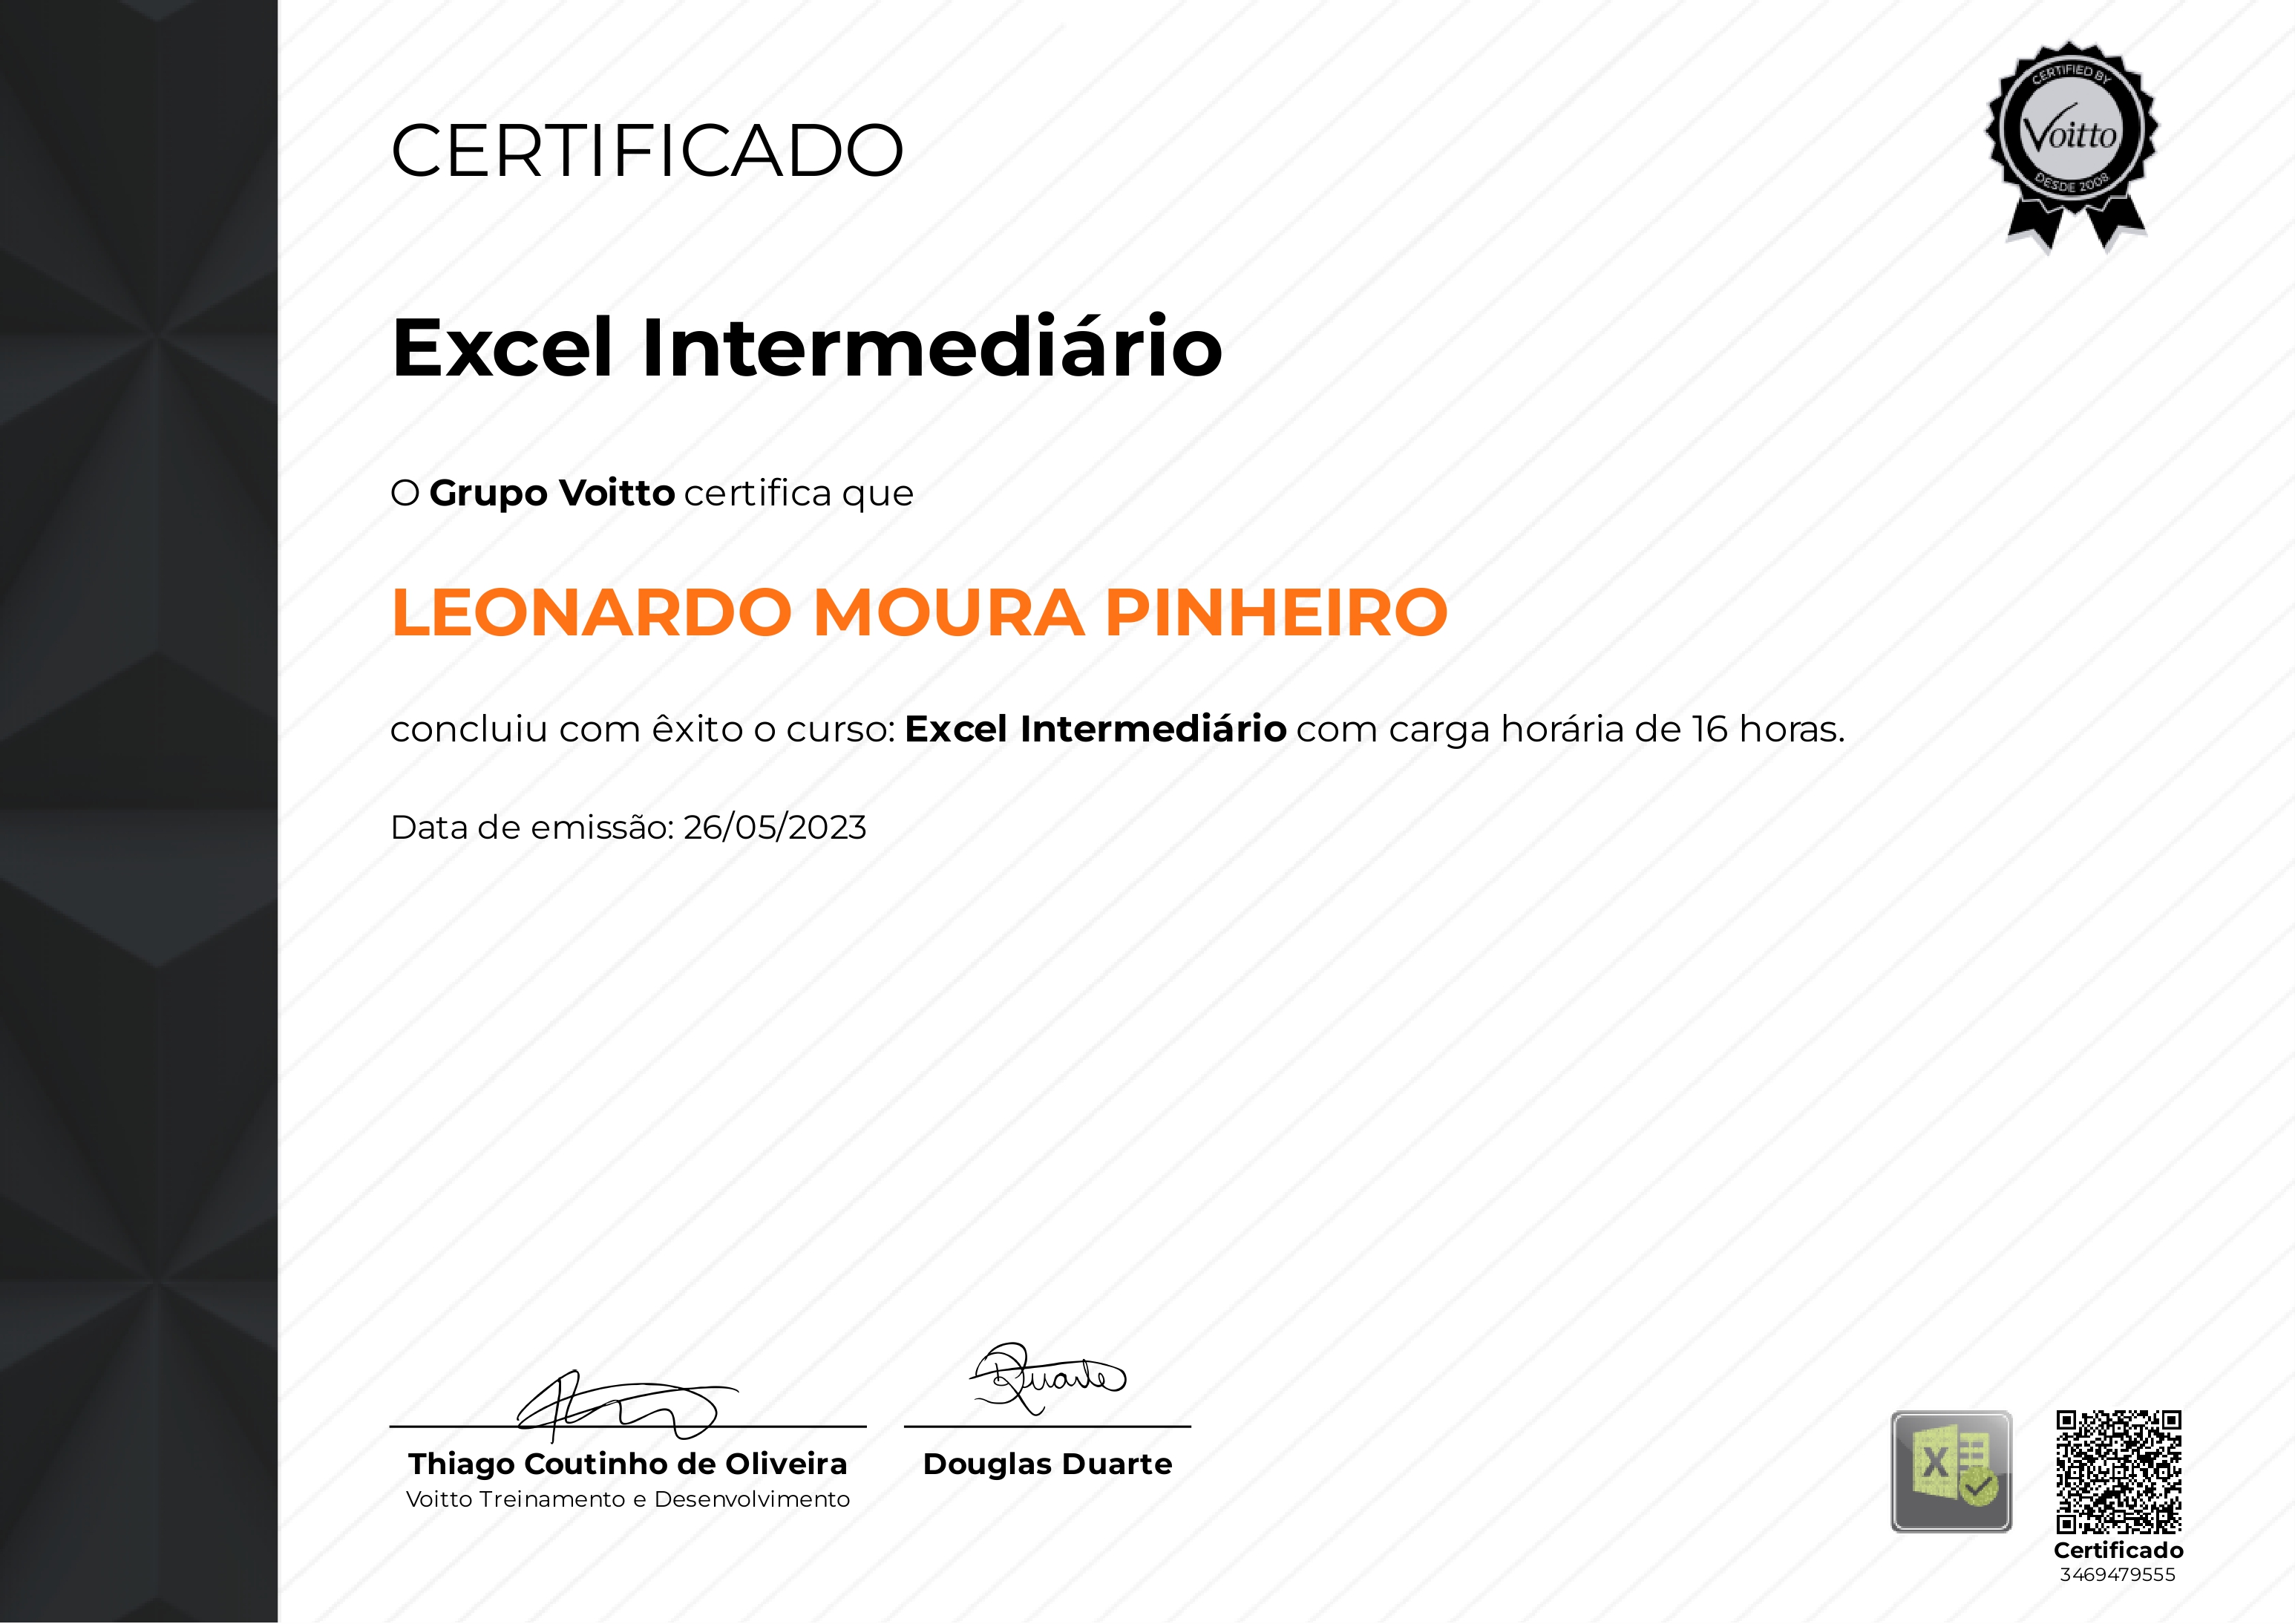 CERTIFIED BY
Voitto
DESDE 2008
CERTIFICADO
Excel Intermediário
O Grupo Voitto certifica que
LEONARDO MOURA PINHEIRO
concluiu com êxito o curso: Excel Intermediário com carga horária de 16 horas.
Data de emissão: 26/05/2023
Duarte
Thiago Coutinho de Oliveira
Voitto Treinamento e Desenvolvimento
Douglas Duarte
X
Certificado
3469479555